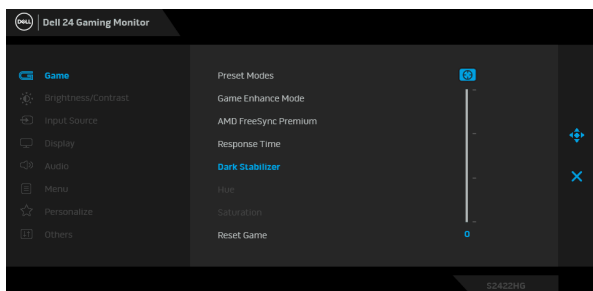 DELL Dell 24 Gaming Monitor
Game
Brightness/Contrast
Input Source
Display
Audio
Menu
Personalize
Others
Preset Modes
Game Enhance Mode
AMD FreeSync Premium
Response Time
Dark Stabilizer
Hue
Saturation
Reset Game
0
S2422HG